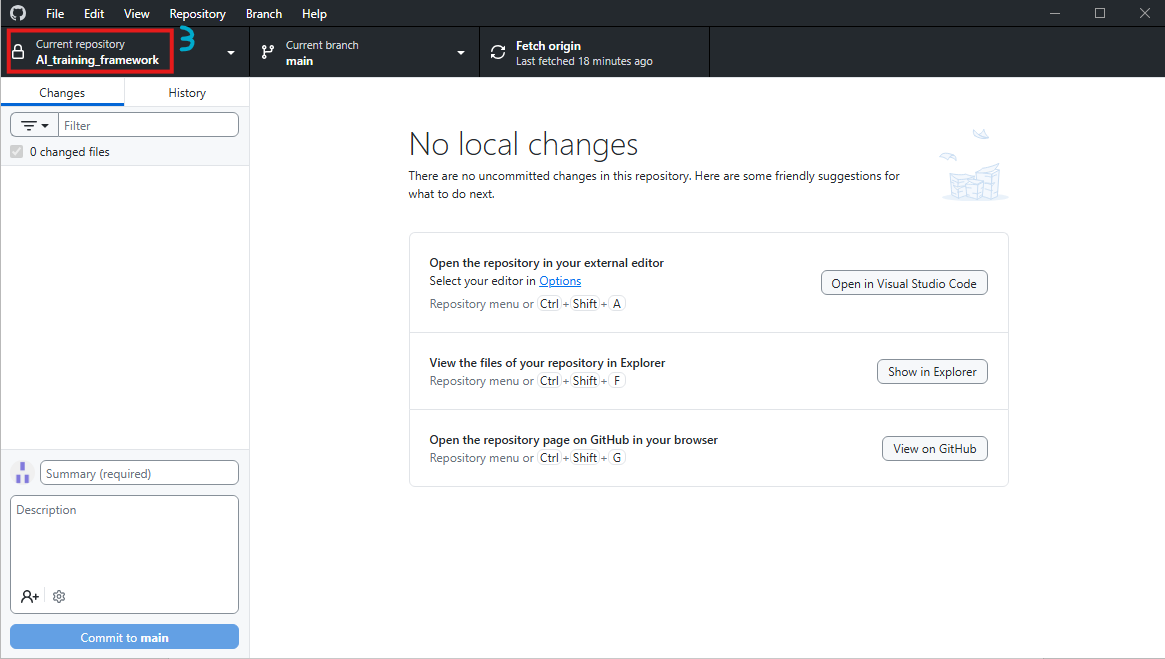 File Edit View Repository Branch Help
Current repository
AI_training_framework
3
Current branch
main
Fetch origin
Last fetched 18 minutes ago
Changes History
Filter
0 changed files
No local changes
There are no uncommitted changes in this repository. Here are some friendly suggestions for
what to do next.
Open the repository in your external editor
Select your editor in Options
Repository menu or Ctrl + Shift + A
Open in Visual Studio Code
View the files of your repository in Explorer
Repository menu or Ctrl + Shift + F
Show in Explorer
Open the repository page on GitHub in your browser
Repository menu or Ctrl + Shift + G
View on GitHub
Summary (required)
Description
Commit to main